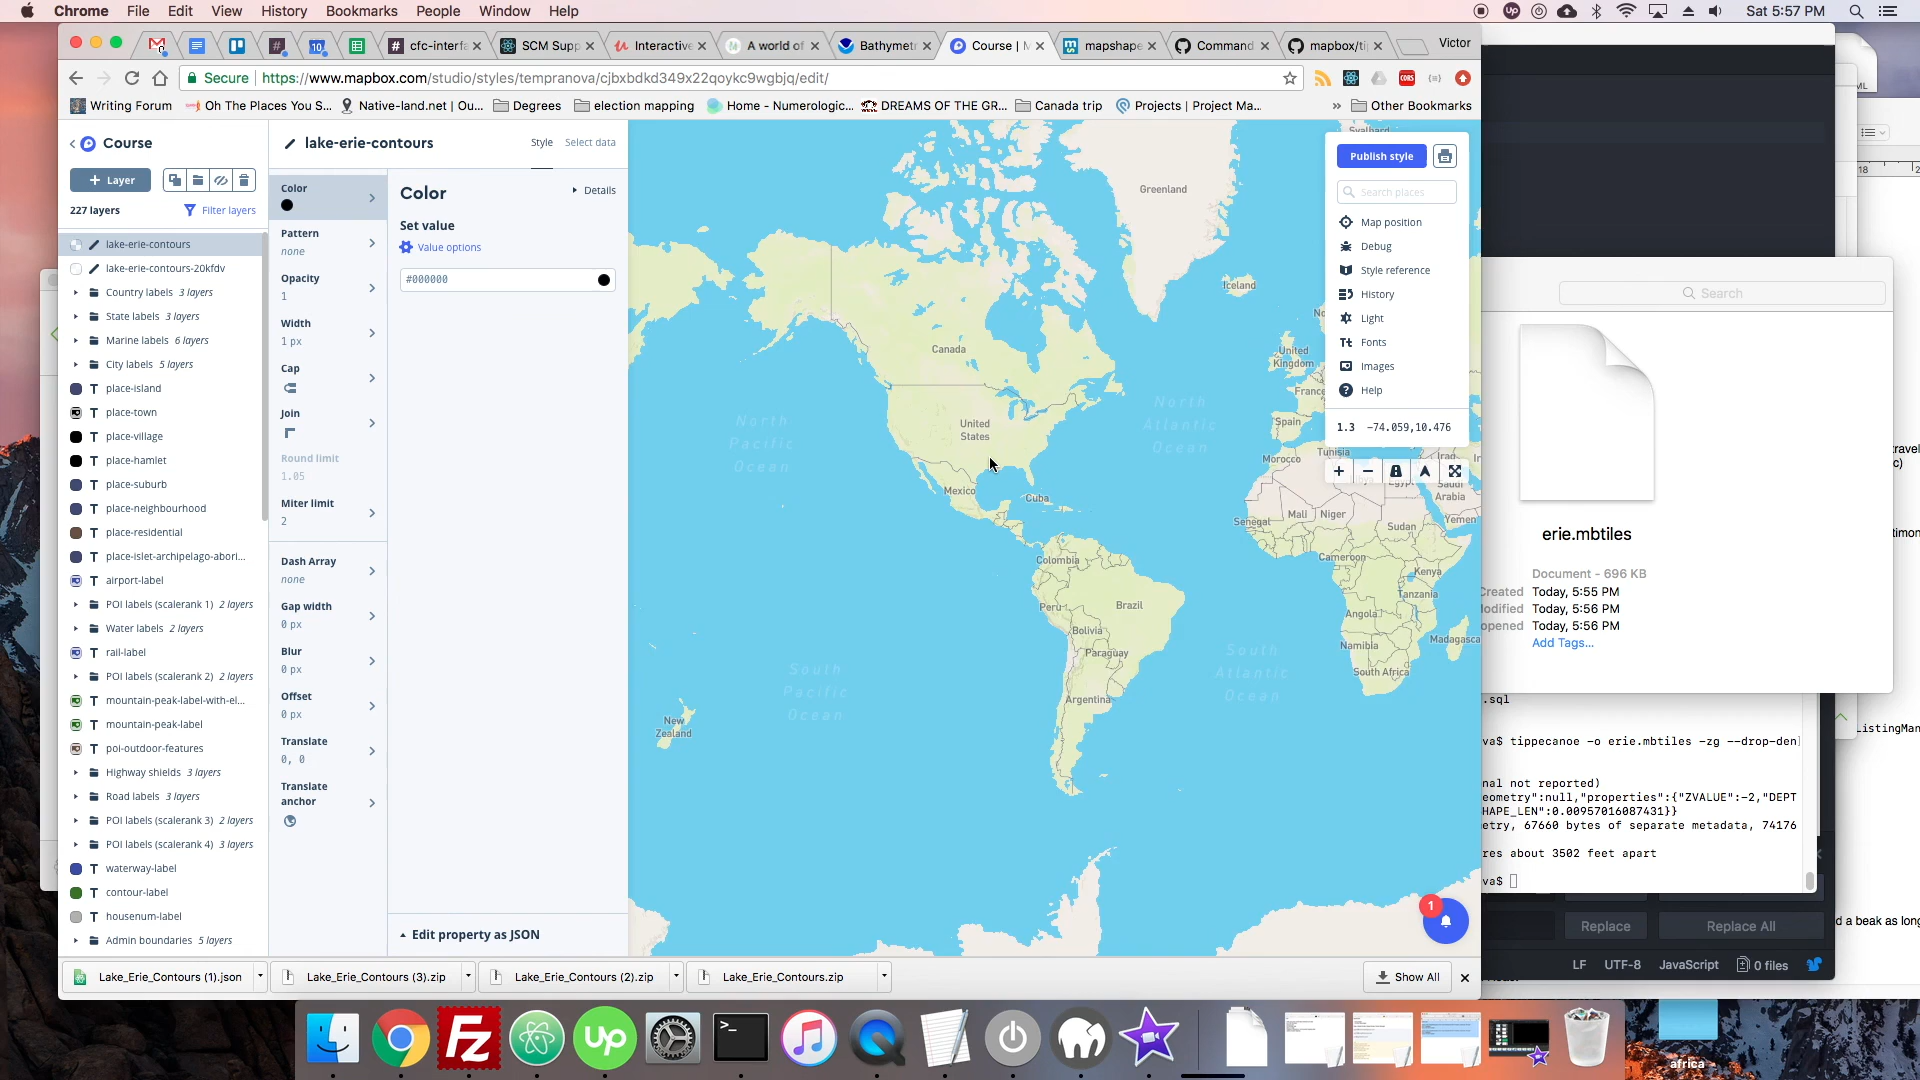 Chrome File Edit View History Bookmarks People Window Help
Sat 5:57 PM
cfc-interfa
SCM Supp
Interactive
A world of
Bathymetr
Course | M
mapshape
Command
mapbox/ti
Victor
Secure https://www.mapbox.com/studio/styles/tempranova/cjbxbdkd349x22qoykc9wgbjq/edit/
Writing Forum
Oh The Places You S...
Native-land.net | Ou...
Degrees
election mapping
Home - Numerologic...
DREAMS OF THE GR...
Canada trip
Projects | Project Ma...
» Other Bookmarks
Course
+ Layer
227 layers
Filter layers
lake-erie-contours
lake-erie-contours-20kfdv
Country labels 3 layers
State labels 3 layers
Marine labels 6 layers
City labels 5 layers
place-island
place-town
place-village
place-hamlet
place-suburb
place-neighbourhood
place-residential
place-islet-archipelago-abori...
airport-label
POI labels (scalerank 1) 2 layers
Water labels 2 layers
rail-label
POI labels (scalerank 2) 2 layers
mountain-peak-label-with-el...
mountain-peak-label
poi-outdoor-features
Highway shields 3 layers
Road labels 3 layers
POI labels (scalerank 3) 2 layers
POI labels (scalerank 4) 3 layers
waterway-label
contour-label
housenum-label
Admin boundaries 5 layers
lake-erie-contours
Style
Select data
Color
Pattern
none
Opacity
1
Width
1 px
Cap
Join
Round limit
1.05
Miter limit
2
Dash Array
none
Gap width
0 px
Blur
0 px
Offset
0 px
Translate
0, 0
Translate
anchor
Color
Details
Set value
Value options
#000000
Edit property as JSON
Svalbard
Greenland
Iceland
No
United
Kingdom
France
Spain
Canada
United
States
North
Pacific
Ocean
North
Atlantic
Ocean
Mexico
Cuba
Morocco
Tunisia
Iraq
Egypt
Saudi
Arabia
Yemen
Senegal
Mali
Niger
Sudan
Cameroon
Kenya
Tanzania
Angola
Namibia
Madagasca
South Africa
Colombia
Peru
Brazil
Bolivia
Paraguay
Argentina
South
Pacific
Ocean
South
Atlantic
Ocean
New
Zealand
Publish style
Search places
Map position
Debug
Style reference
History
Light
Fonts
Images
Help
1.3 -74.059,10.476
1
ML
18
Search
erie.mbtiles
Document - 696 KB
Created Today, 5:55 PM
odified Today, 5:56 PM
opened Today, 5:56 PM
Add Tags...
travel
c)
timon
ListingMan
d a beak as long
.sql
va$ tippecanoe -o erie.mbtiles -zg --drop-den
nal not reported)
eometry":null,"properties":{"ZVALUE":-2,"DEPT
HAPE_LEN":0.00957016087431}}
etry, 67660 bytes of separate metadata, 74176
res about 3502 feet apart
va$
Replace
Replace All
LF UTF-8 JavaScript 0 files
Lake_Erie_Contours (1).json
Lake_Erie_Contours (3).zip
Lake_Erie_Contours (2).zip
Lake_Erie_Contours.zip
Show All
Up
africa